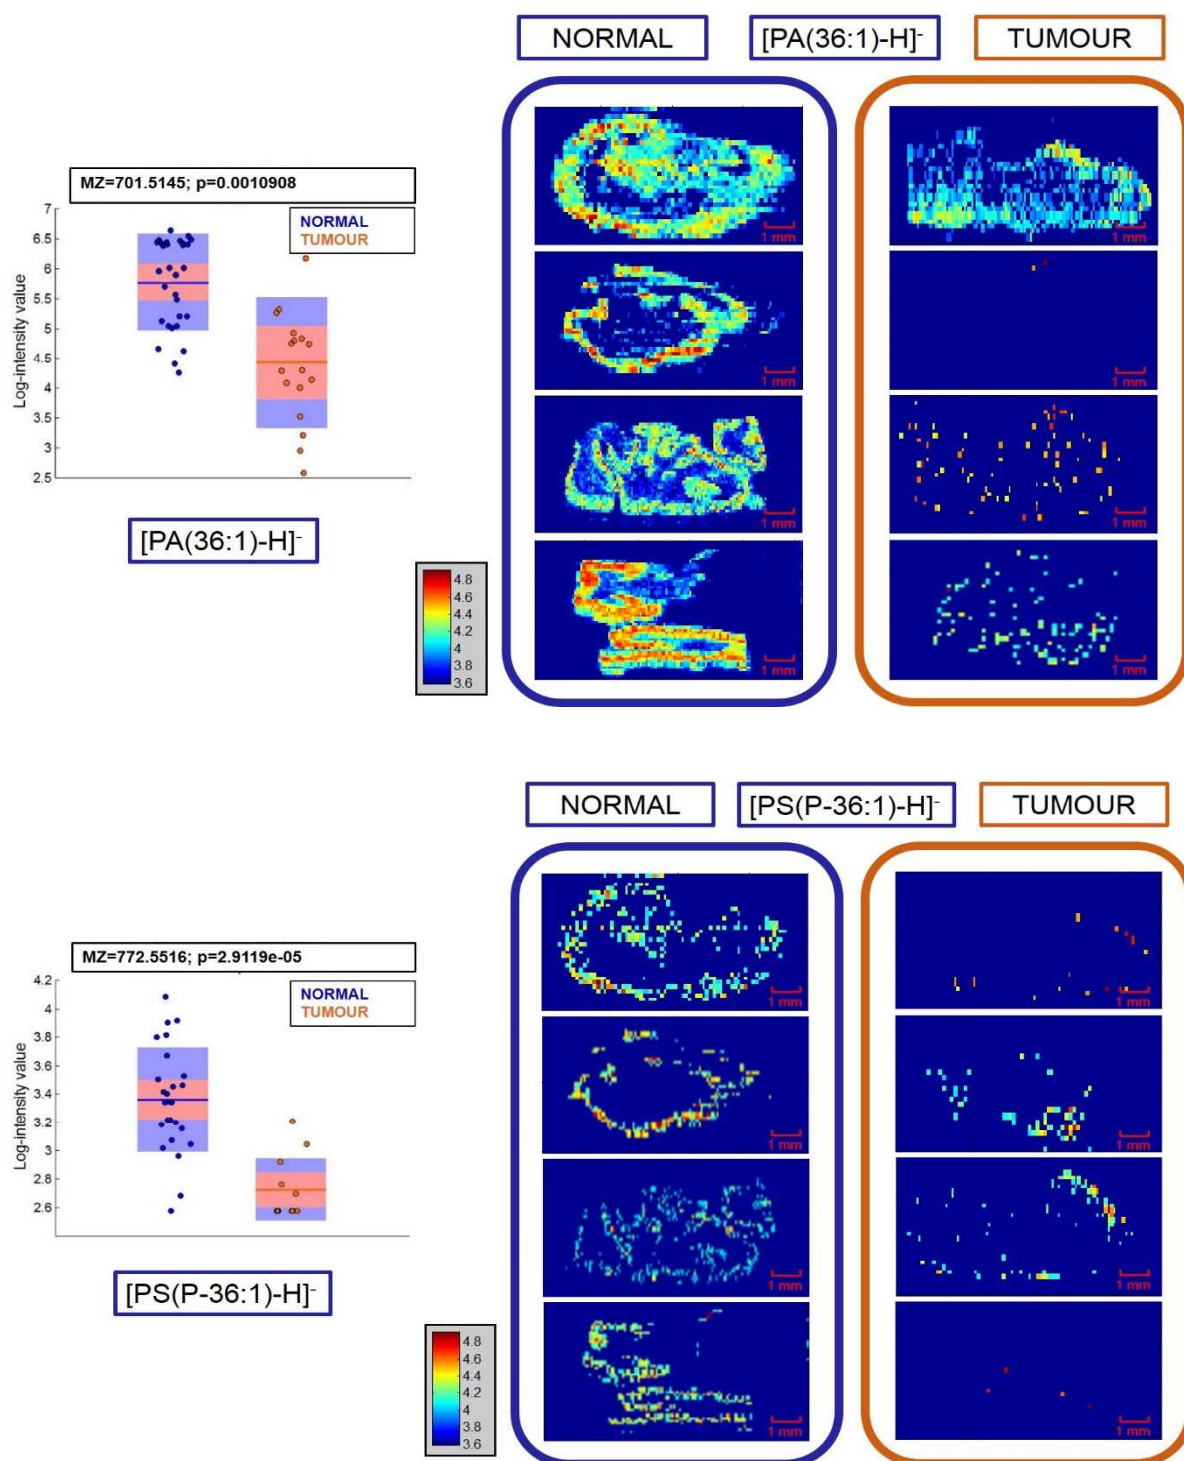 NORMAL [PA(36:1)-H]- TUMOUR
MZ=701.5145; p=0.0010908
7
6.5
6
5.5
5
4.5
4
3.5
3
2.5
Log-intensity value
NORMAL
TUMOUR
[PA(36:1)-H]-
4.8
4.6
4.4
4.2
4
3.8
3.6
1 mm
1 mm
1 mm
1 mm
1 mm
1 mm
1 mm
1 mm
NORMAL [PS(P-36:1)-H]- TUMOUR
MZ=772.5516; p=2.9119e-05
4.2
4
3.8
3.6
3.4
3.2
3
2.8
2.6
Log-intensity value
NORMAL
TUMOUR
[PS(P-36:1)-H]-
4.8
4.6
4.4
4.2
4
3.8
3.6
1 mm
1 mm
1 mm
1 mm
1 mm
1 mm
1 mm
1 mm